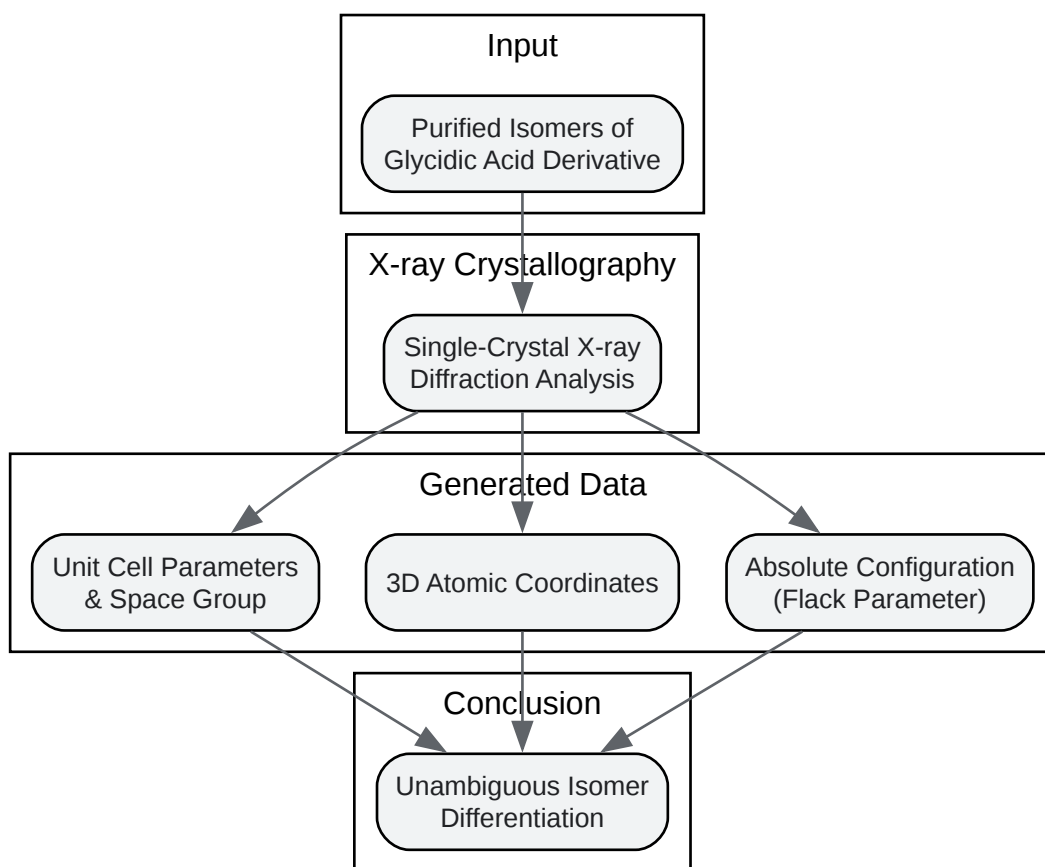 Input
Purified Isomers of
Glycidic Acid Derivative
X-ray Crystallography
Single-Crystal X-ray
Diffraction Analysis
Generated Data
Unit Cell Parameters
& Space Group
3D Atomic Coordinates
Absolute Configuration
(Flack Parameter)
Conclusion
Unambiguous Isomer
Differentiation